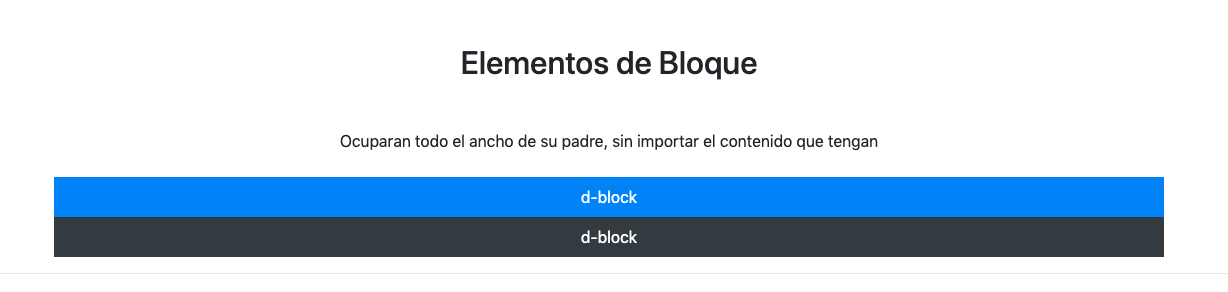 Elementos de Bloque
Ocuparan todo el ancho de su padre, sin importar el contenido que tengan
d-block
d-block